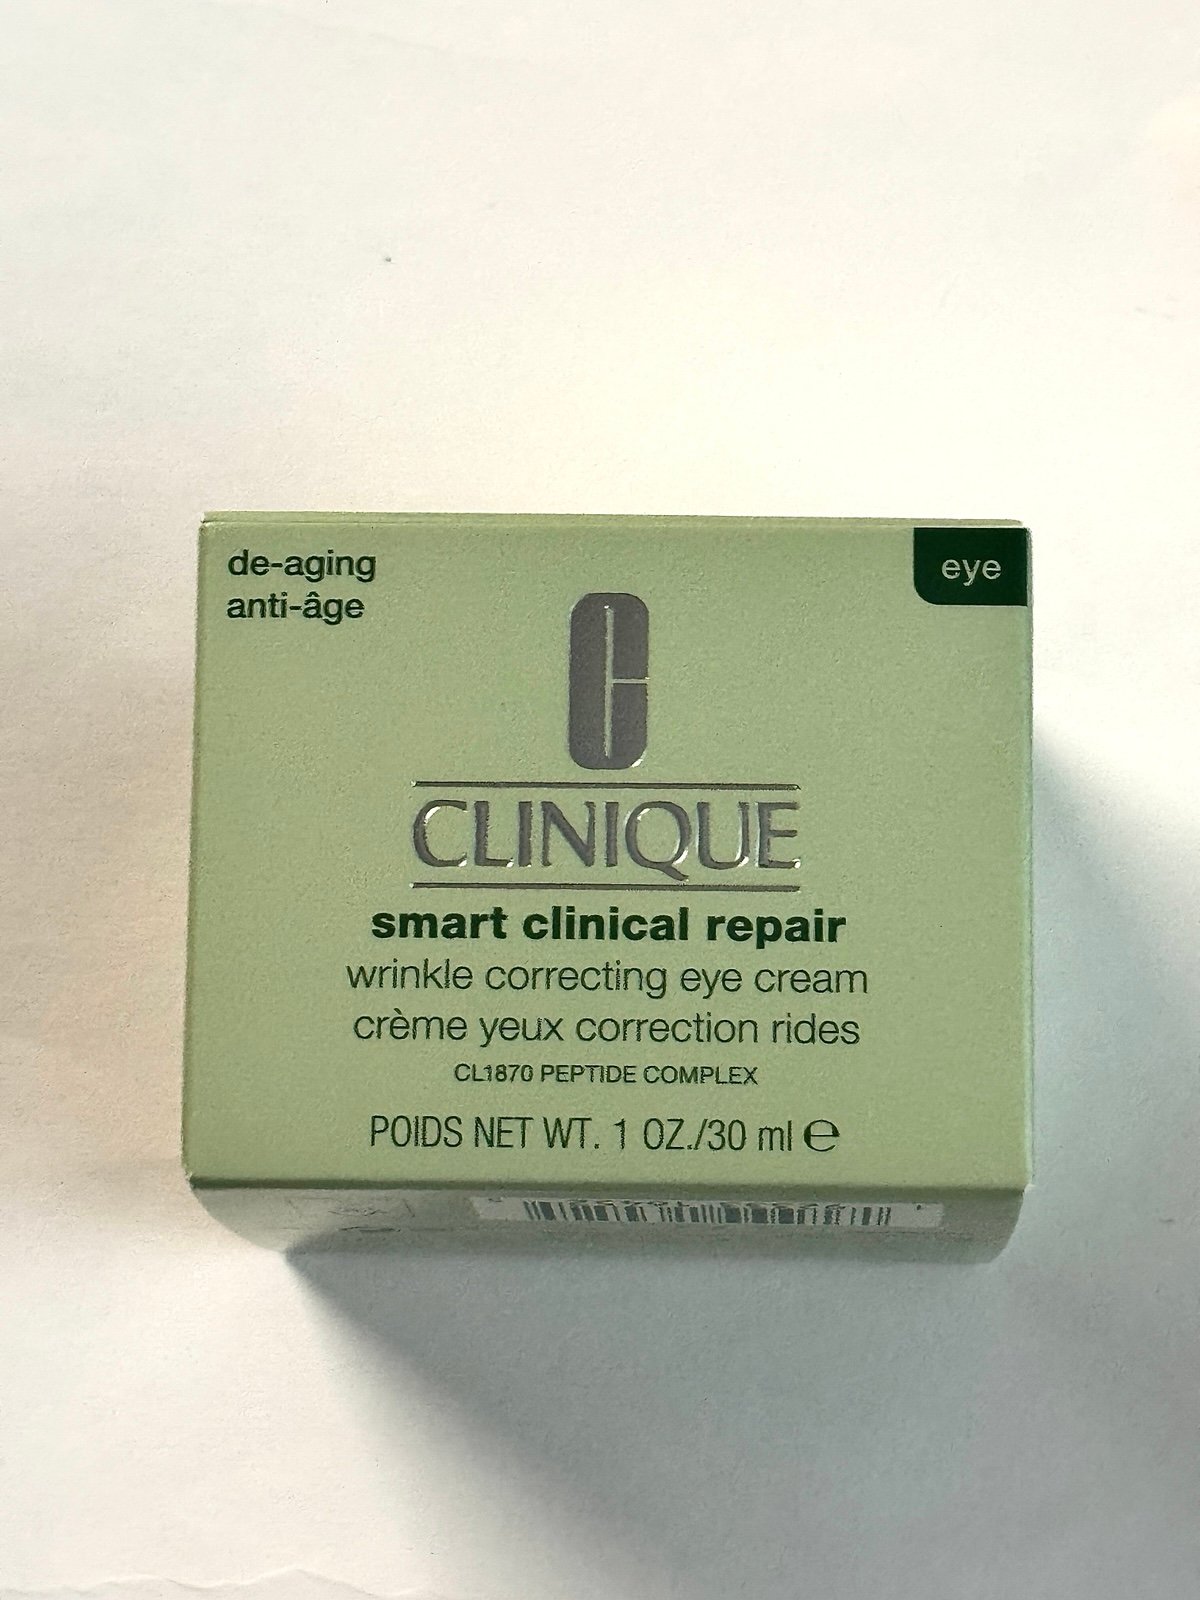 de-aging
anti-âge
eye
CLINIQUE
smart clinical repair
wrinkle correcting eye cream
crème yeux correction rides
CL1870 PEPTIDE COMPLEX
POIDS NET WT. 1 OZ./30 ml ℮